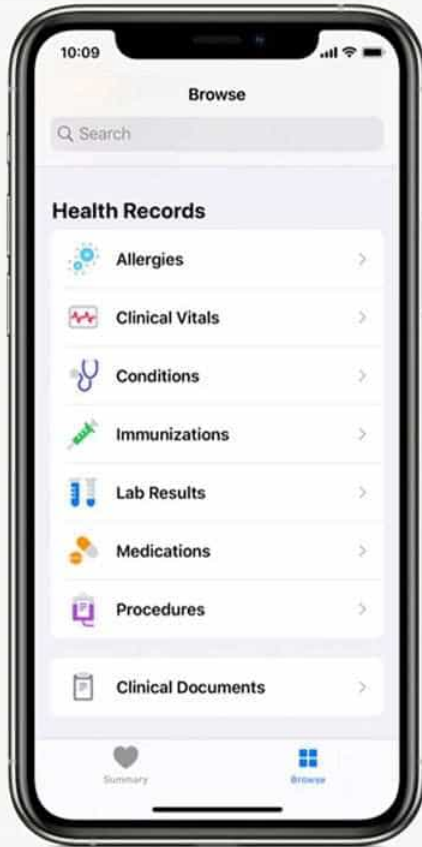 10:09
Browse
Search
Health Records
Allergies
Clinical Vitals
Conditions
Immunizations
Lab Results
Medications
Procedures
Clinical Documents
Summary
Browse